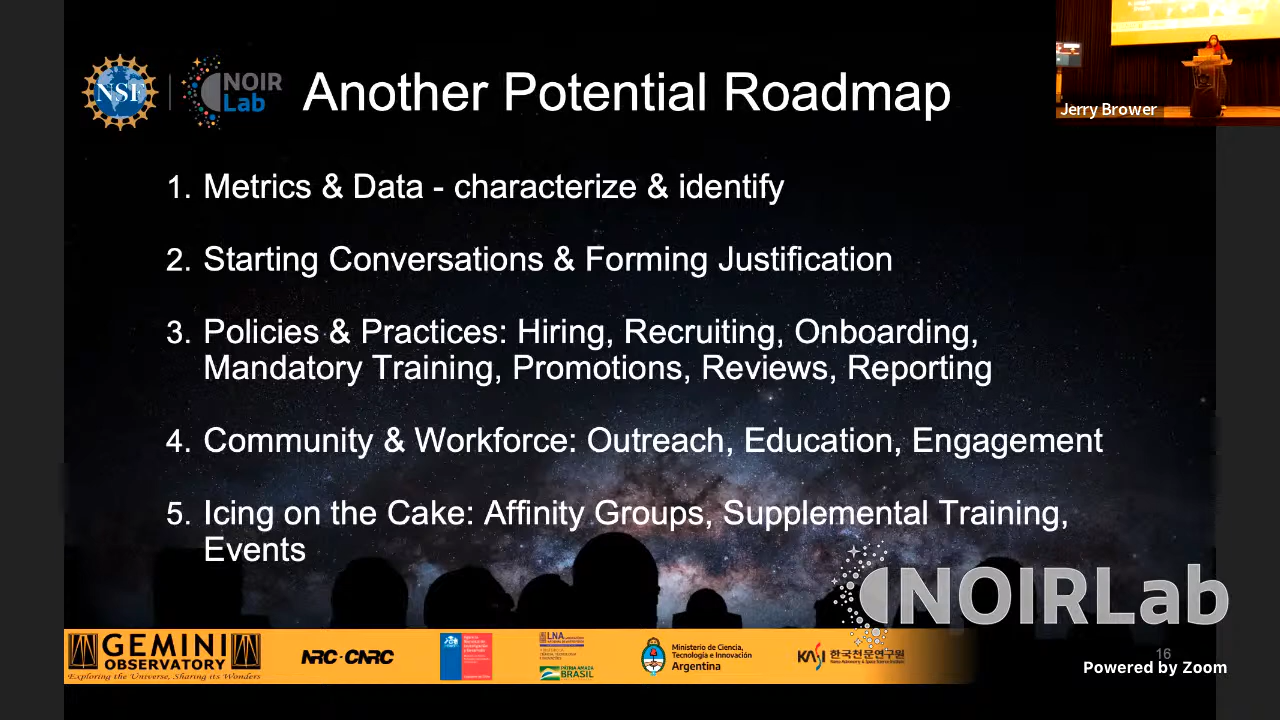 NSF
NOIR
Lab
Another Potential Roadmap
Jerry Brower
1. Metrics & Data - characterize & identify
2. Starting Conversations & Forming Justification
3. Policies & Practices: Hiring, Recruiting, Onboarding,
Mandatory Training, Promotions, Reviews, Reporting
4. Community & Workforce: Outreach, Education, Engagement
5. Icing on the Cake: Affinity Groups, Supplemental Training,
Events
NOIRLab
GEMINI
OBSERVATORY
Exploring the Universe, Sharing its Wonders
NRC·CNRC
LNA
PÁTRIA AMADA
BRASIL
Ministerio de Ciencia,
Tecnología e Innovación
Argentina
KASI 한국천문연구원
16
Powered by Zoom